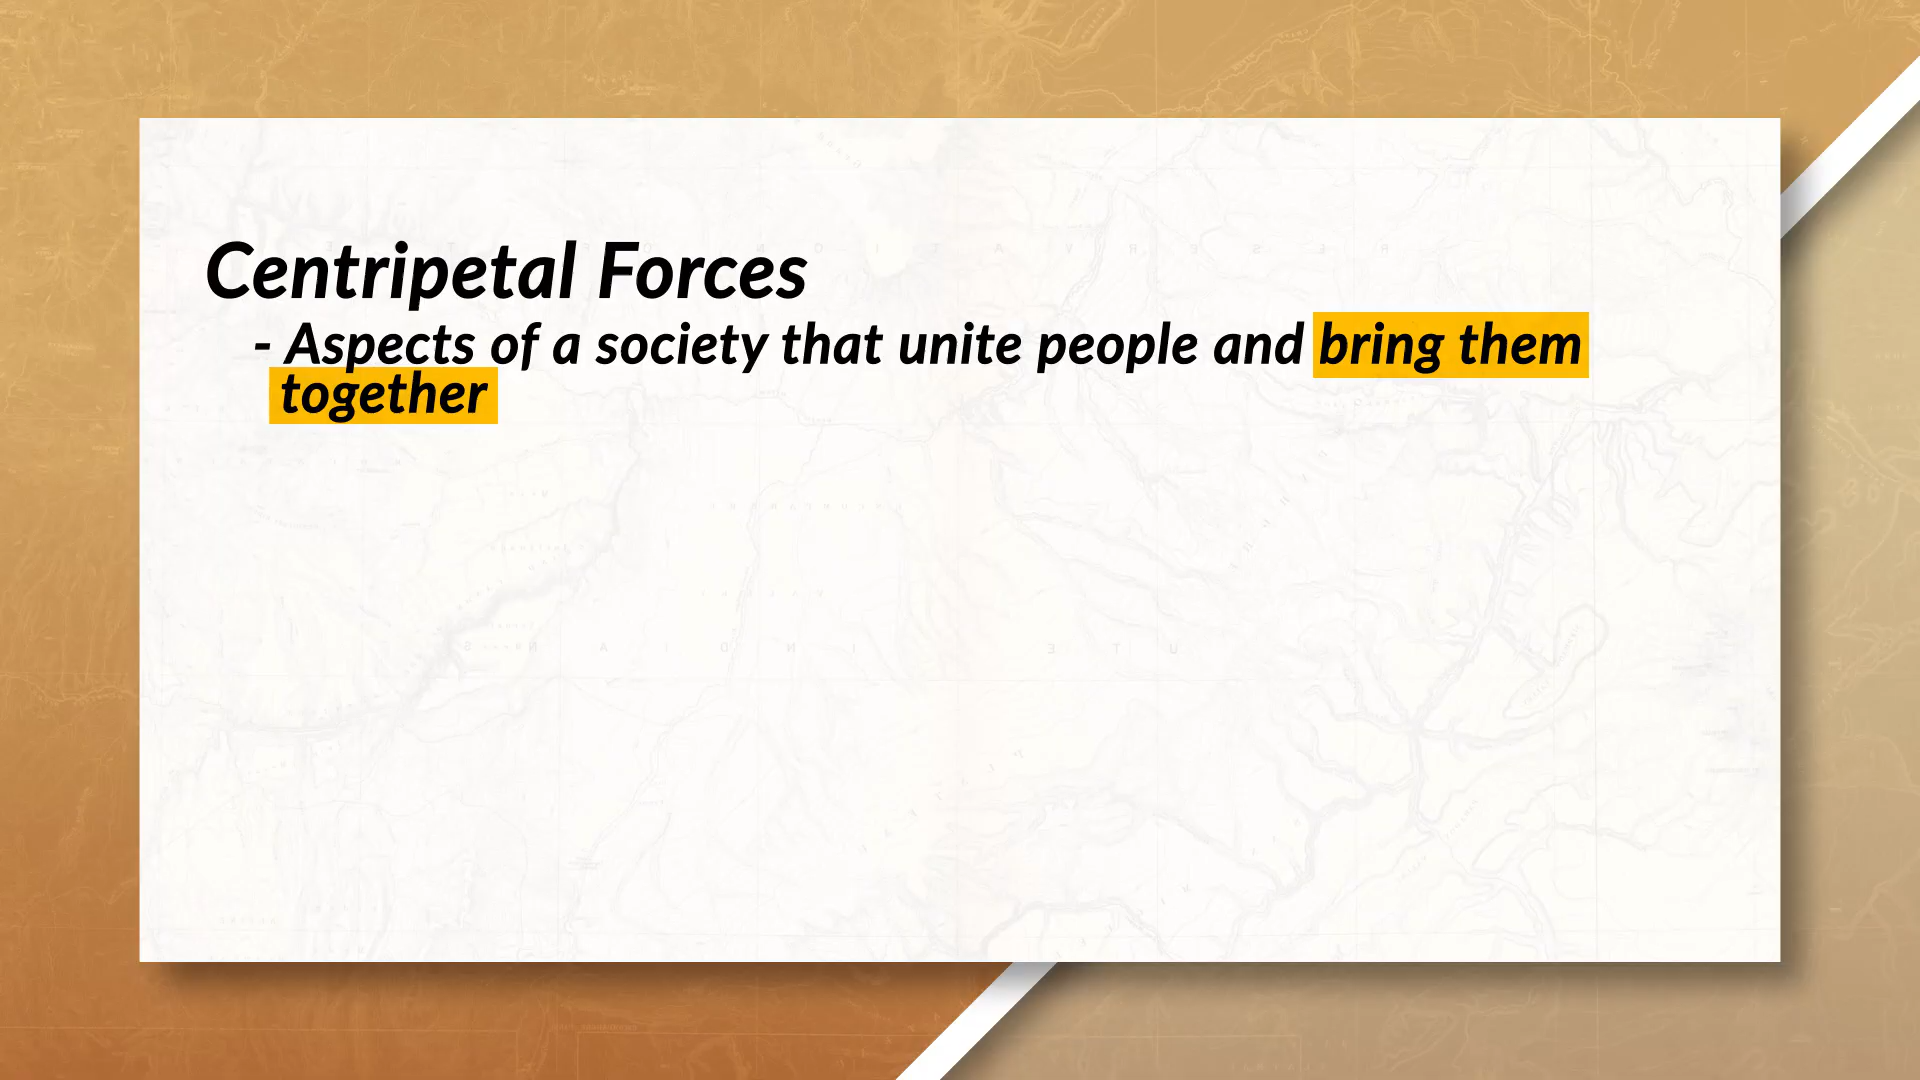 Centripetal Forces
- Aspects of a society that unite people and bring them
together